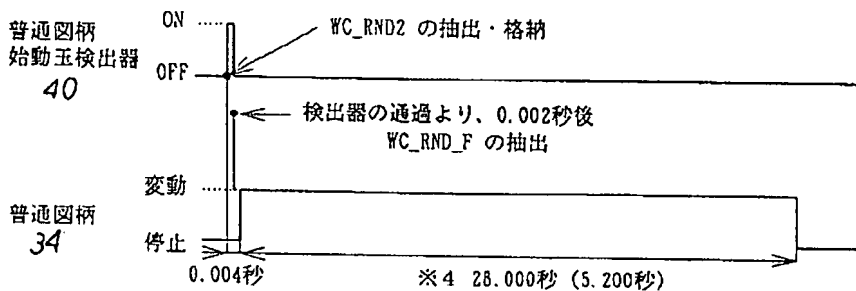 普通図柄
始動玉検出器
40
ON
OFF
WC_RND2 の抽出・格納
検出器の通過より、0.002秒後
WC_RND_F の抽出
普通図柄
34
変動
停止
0.004秒
※4 28.000秒 (5.200秒)